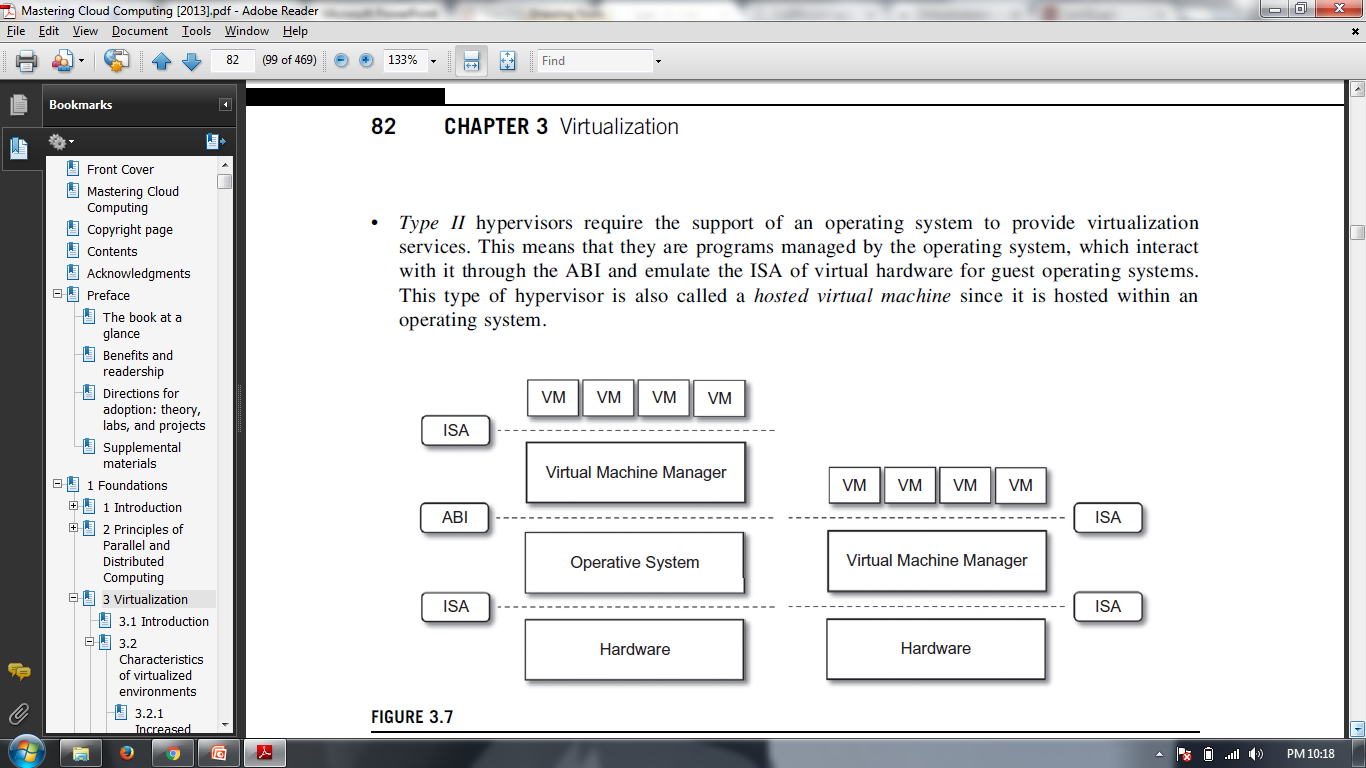 Mastering Cloud Computing [2013].pdf - Adobe Reader
File Edit View Document Tools Window Help
82 (99 of 469) 133% Find
Bookmarks
Front Cover
Mastering Cloud
Computing
Copyright page
Contents
Acknowledgments
Preface
The book at a
glance
Benefits and
readership
Directions for
adoption: theory,
labs, and projects
Supplemental
materials
1 Foundations
1 Introduction
2 Principles of
Parallel and
Distributed
Computing
3 Virtualization
3.1 Introduction
3.2
Characteristics
of virtualized
environments
3.2.1
Increased
82 CHAPTER 3 Virtualization
• Type II hypervisors require the support of an operating system to provide virtualization
services. This means that they are programs managed by the operating system, which interact
with it through the ABI and emulate the ISA of virtual hardware for guest operating systems.
This type of hypervisor is also called a hosted virtual machine since it is hosted within an
operating system.
VM VM VM VM
ISA
Virtual Machine Manager
ABI
Operative System
ISA
Hardware
VM VM VM VM
ISA
Virtual Machine Manager
ISA
Hardware
FIGURE 3.7
PM 10:18